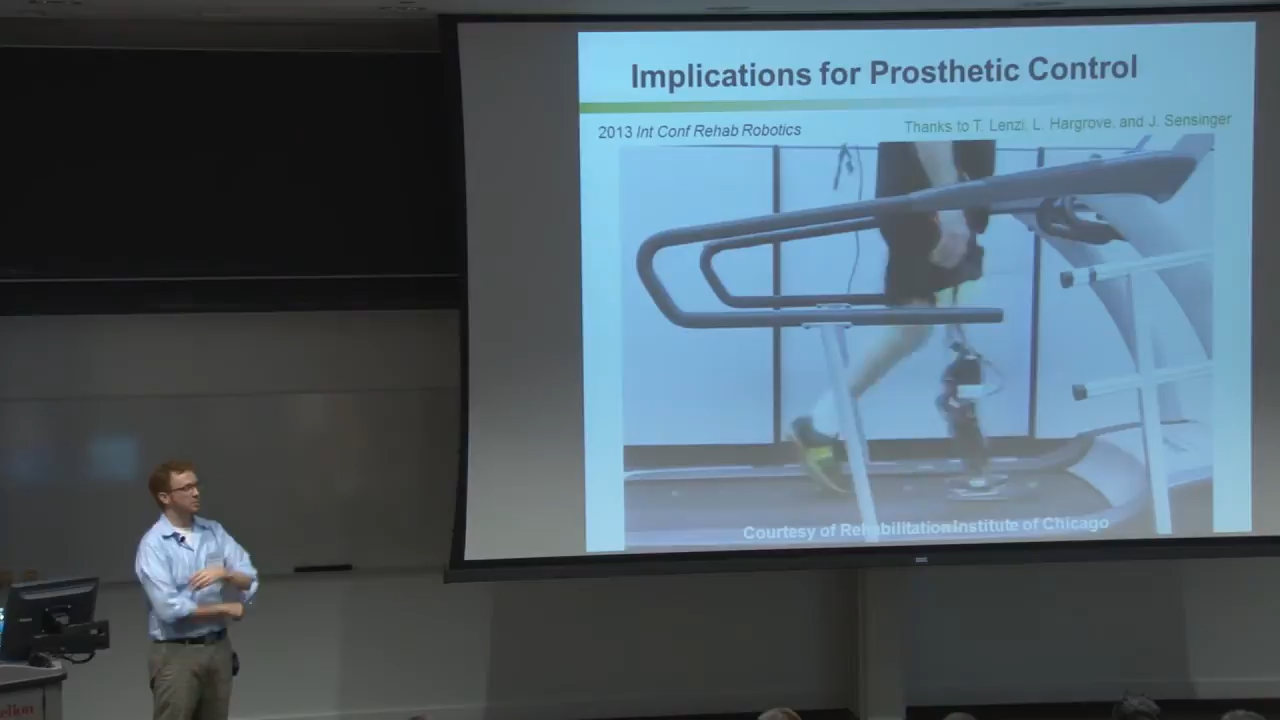 Implications for Prosthetic Control
2013 Int Conf Rehab Robotics
Thanks to T. Lenzi, L. Hargrove, and J. Sensinger
Courtesy of Rehabilitation Institute of Chicago